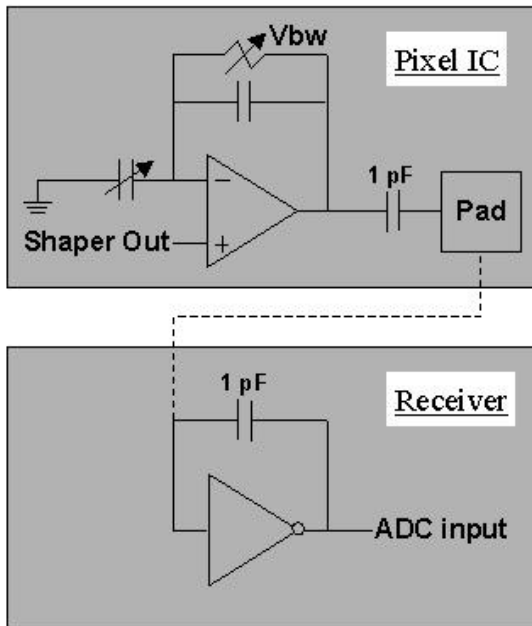 Vbw
Pixel IC
1 pF
Pad
Shaper Out
−
+
1 pF
Receiver
ADC input